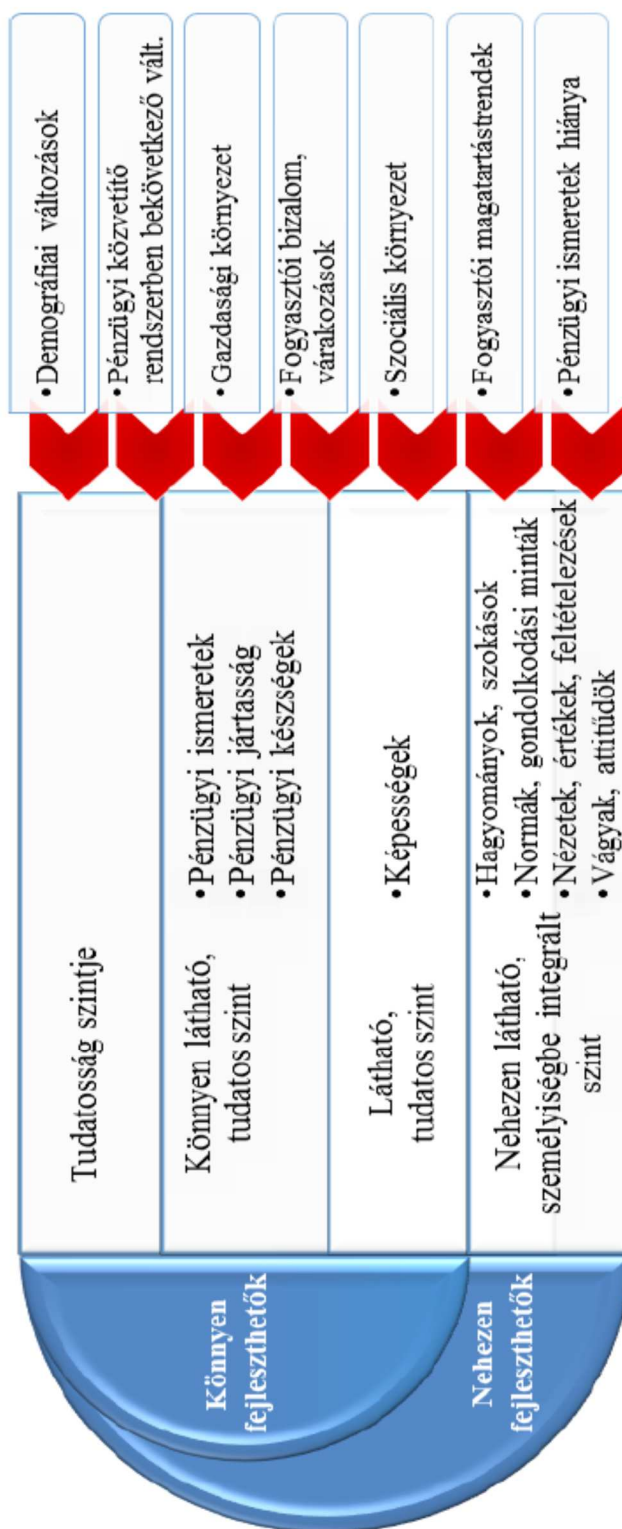 Könnyen
fejleszthetők
Nehezen
fejleszthetők
Tudatosság szintje
Könnyen látható,
tudatos szint
•Pénzügyi ismeretek
•Pénzügyi jártasság
•Pénzügyi készségek
Látható,
tudatos szint
•Képességek
Nehezen látható,
személyiségbe integrált
szint
•Hagyományok, szokások
•Normák, gondolkodási minták
•Nézetek, értékek, feltételezések
•Vágyak, attitűdök
•Demográfiai változások
•Pénzügyi közvetítő
rendszerben bekövetkező vált.
•Gazdasági környezet
•Fogyasztói bizalom,
várakozások
•Szociális környezet
•Fogyasztói magatartástrendek
•Pénzügyi ismeretek hiánya